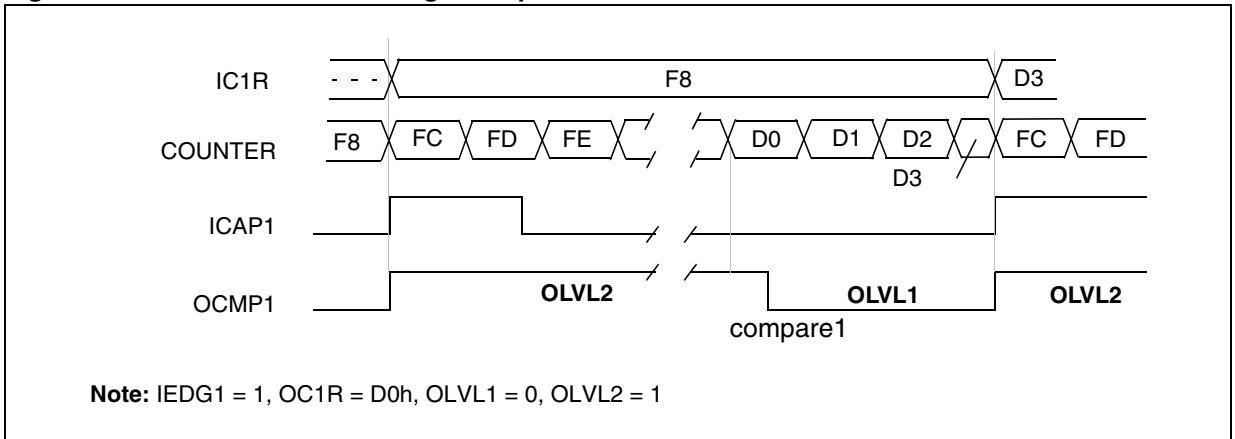 IC1R - - - F8 D3
COUNTER F8 FC FD FE D0 D1 D2 FC FD
D3
ICAP1
OCMP1 OLVL2 OLVL1 OLVL2
compare1
Note: IEDG1 = 1, OC1R = D0h, OLVL1 = 0, OLVL2 = 1